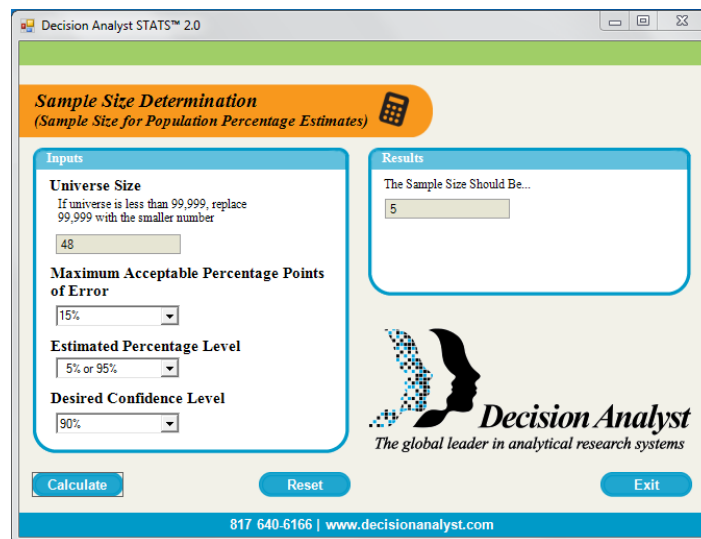 Decision Analyst STATS™ 2.0
Sample Size Determination
(Sample Size for Population Percentage Estimates)
Inputs
Universe Size
If universe is less than 99,999, replace
99,999 with the smaller number
48
Maximum Acceptable Percentage Points
of Error
15%
Estimated Percentage Level
5% or 95%
Desired Confidence Level
90%
Results
The Sample Size Should Be...
5
Decision Analyst
The global leader in analytical research systems
Calculate
Reset
Exit
817 640-6166 | www.decisionanalyst.com